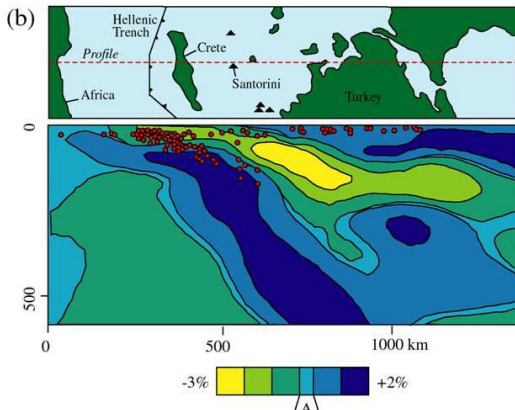 (b)
Hellenic
Trench
Crete
Profile
Santorini
Africa
Turkey
0
500
0
500
1000 km
-3%
+2%
A